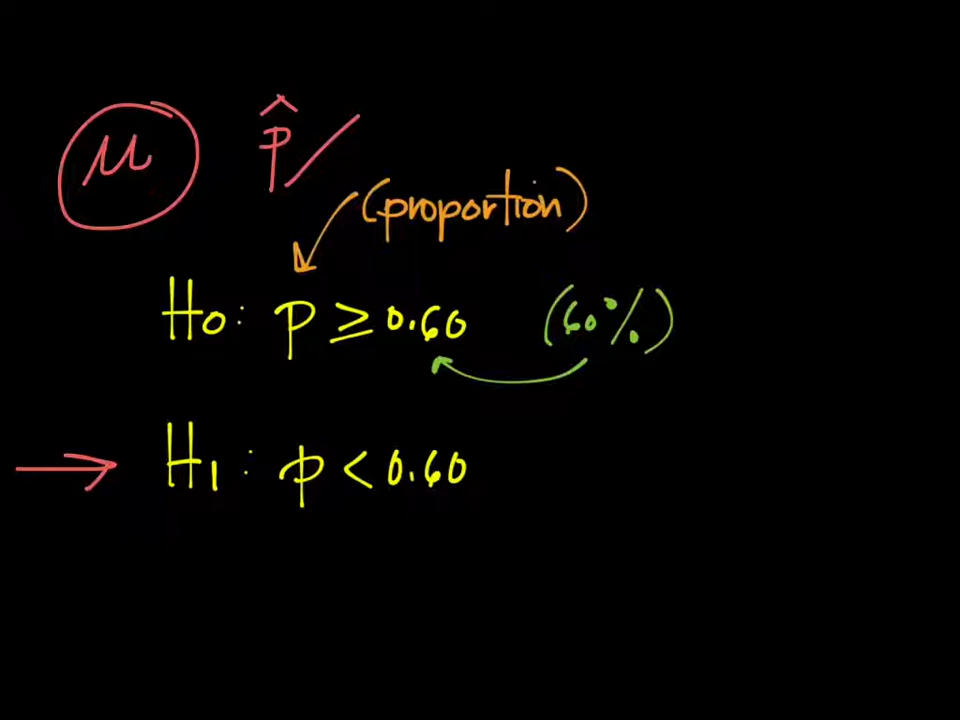 μ p̂
(proportion)
H0: p ≥ 0.60 (60%)
H1: p < 0.60